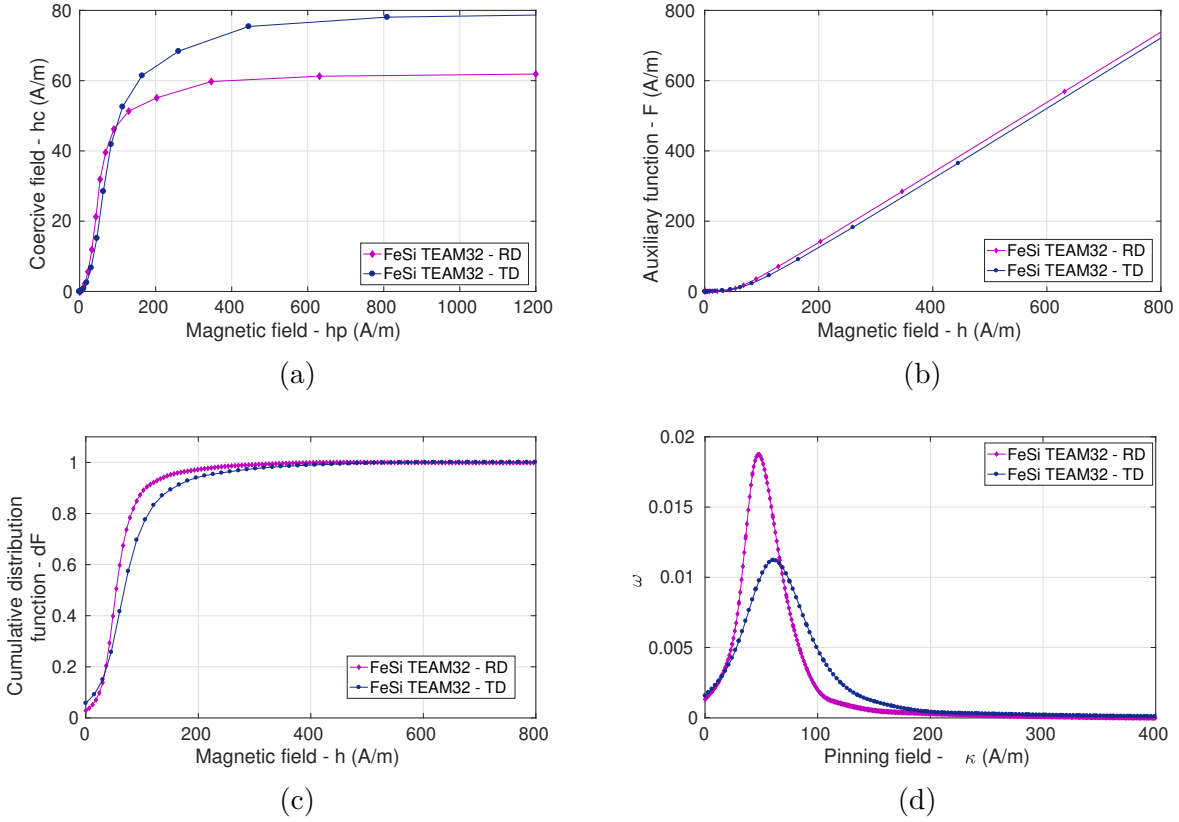 80
60
40
20
0
0
200
400
600
800
1000
1200
Coercive field - hc (A/m)
Magnetic field - hp (A/m)
FeSi TEAM32 - RD
FeSi TEAM32 - TD
(a)
800
600
400
200
0
0
200
400
600
800
Auxiliary function - F (A/m)
Magnetic field - h (A/m)
FeSi TEAM32 - RD
FeSi TEAM32 - TD
(b)
1
0.8
0.6
0.4
0.2
0
0
200
400
600
800
Cumulative distribution
function - dF
Magnetic field - h (A/m)
FeSi TEAM32 - RD
FeSi TEAM32 - TD
(c)
0.02
0.015
0.01
0.005
0
0
100
200
300
400
ω
Pinning field - κ (A/m)
FeSi TEAM32 - RD
FeSi TEAM32 - TD
(d)